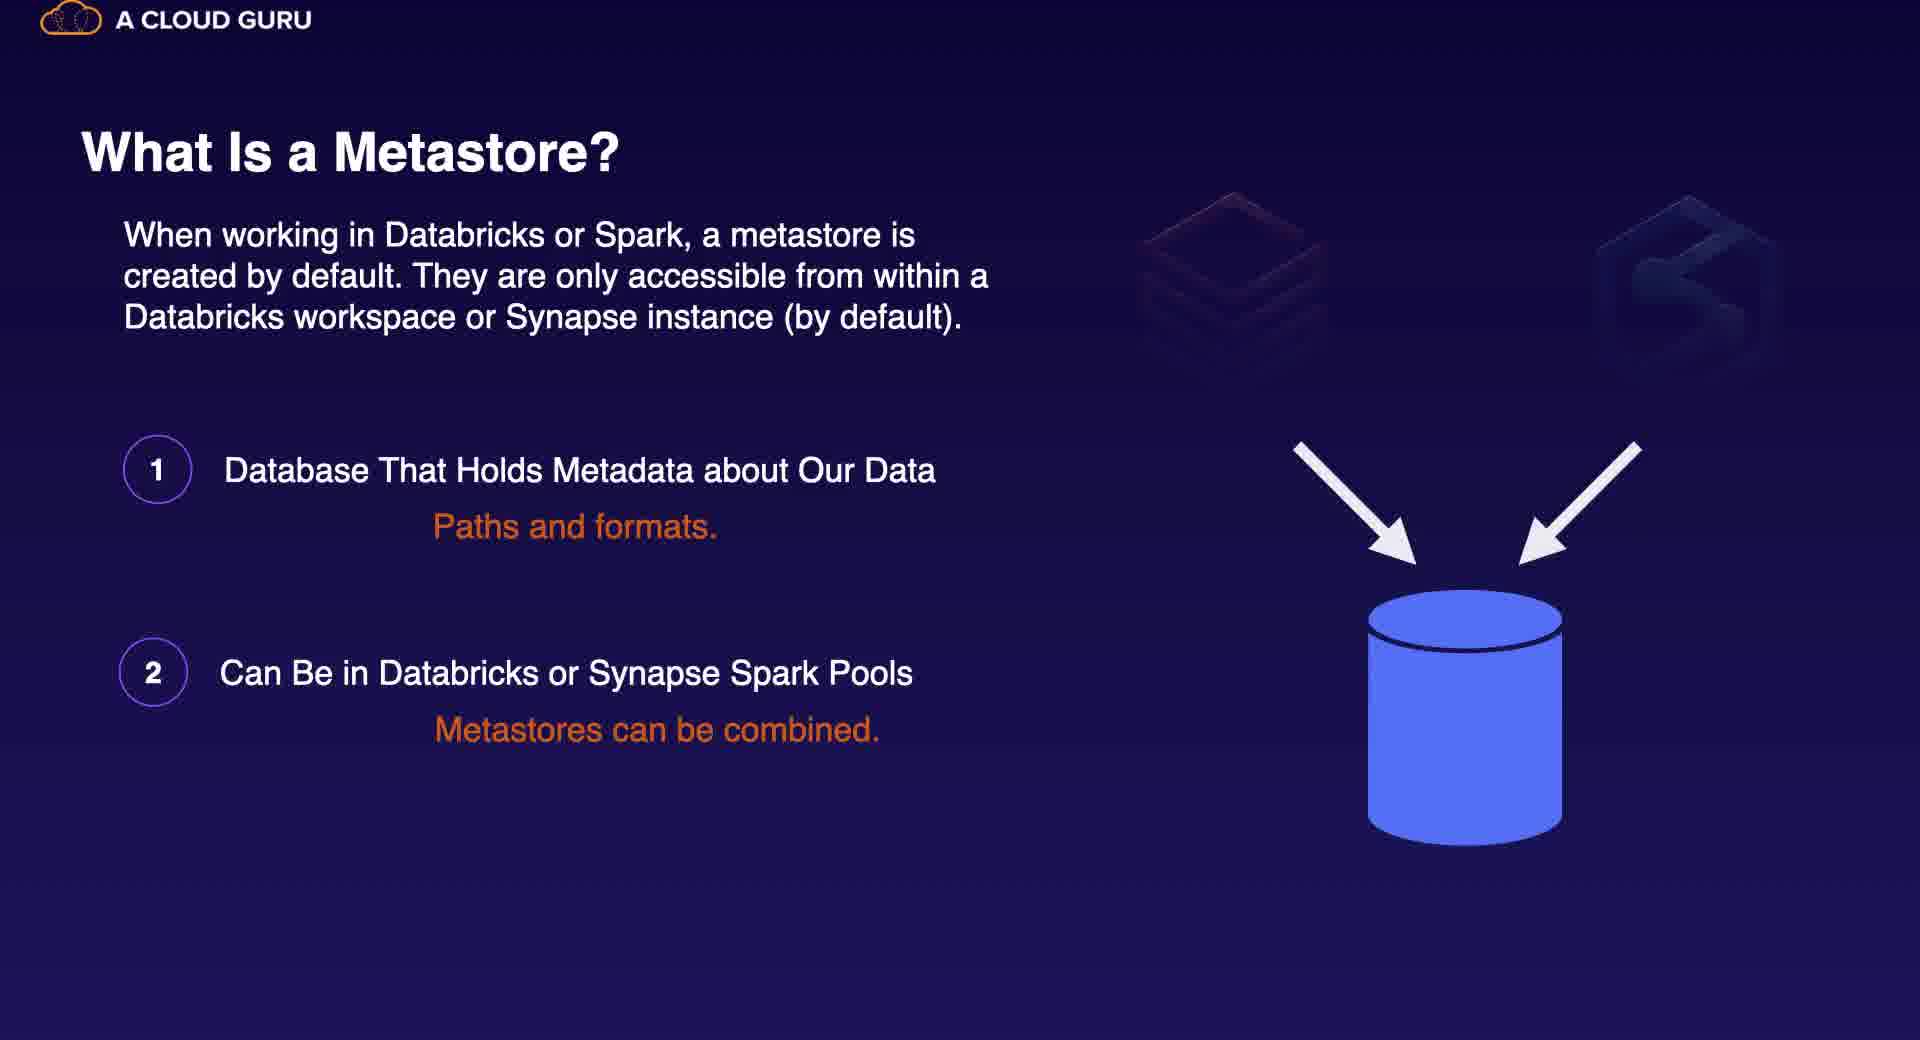 A CLOUD GURU
What Is a Metastore?
When working in Databricks or Spark, a metastore is
created by default. They are only accessible from within a
Databricks workspace or Synapse instance (by default).
1 Database That Holds Metadata about Our Data
Paths and formats.
2 Can Be in Databricks or Synapse Spark Pools
Metastores can be combined.